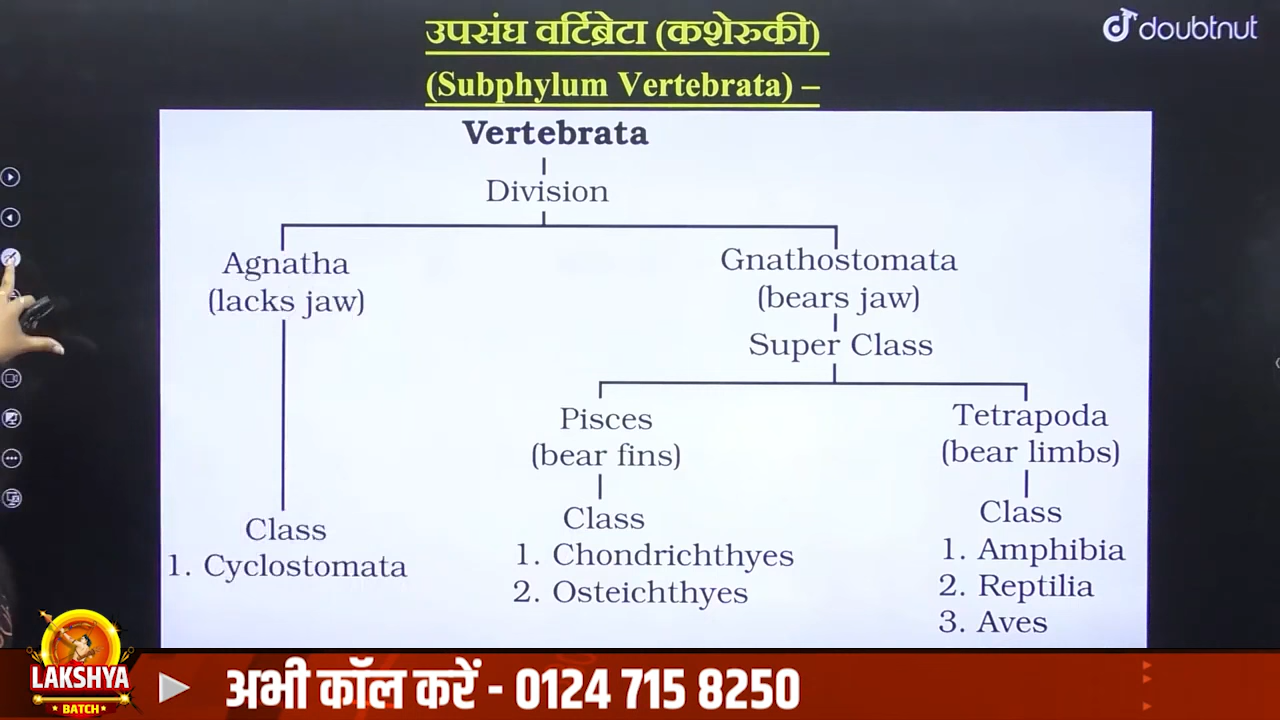 उपसंघ वर्टिब्रेटा (कशेरुकी)
(Subphylum Vertebrata) –
doubtnut
Vertebrata
Division
Agnatha
(lacks jaw)
Gnathostomata
(bears jaw)
Super Class
Pisces
(bear fins)
Tetrapoda
(bear limbs)
Class
1. Cyclostomata
Class
1. Chondrichthyes
2. Osteichthyes
Class
1. Amphibia
2. Reptilia
3. Aves
LAKSHYA
BATCH
अभी कॉल करें - 0124 715 8250